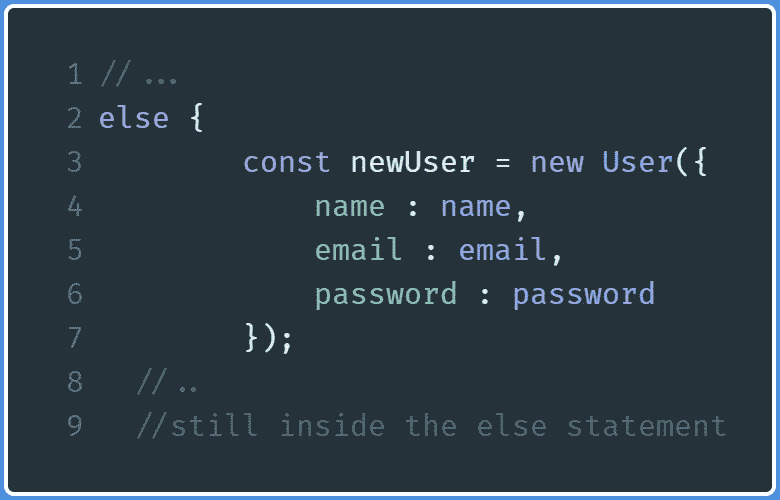 1 //...
2 else {
3         const newUser = new User({
4             name : name,
5             email : email,
6             password : password
7         });
8   //..
9   //still inside the else statement